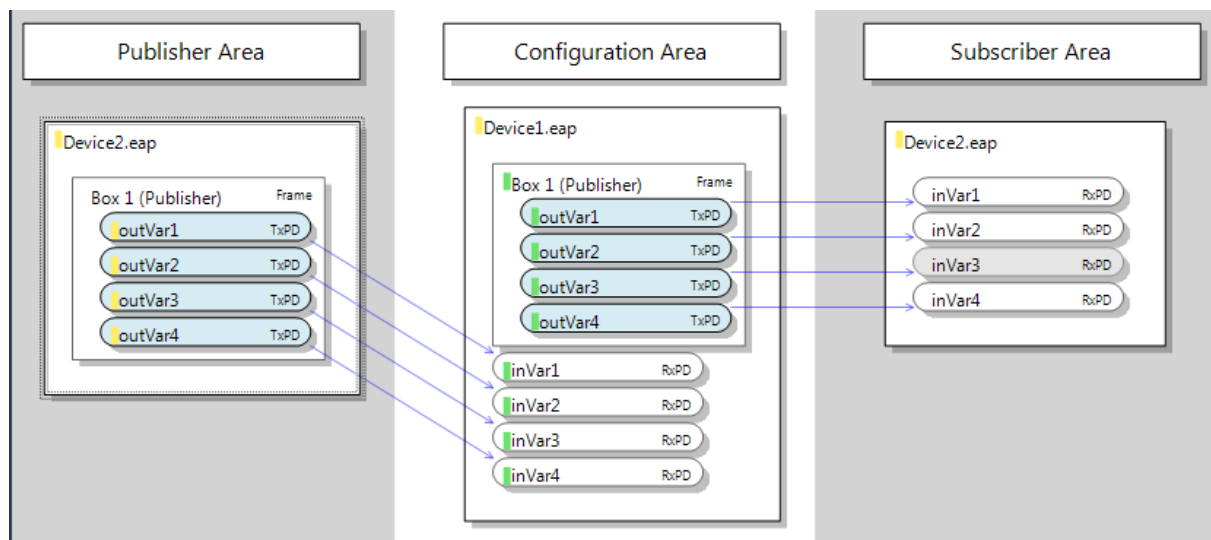 Publisher Area
Configuration Area
Subscriber Area
Device2.eap
Box 1 (Publisher) Frame
outVar1 TxPD
outVar2 TxPD
outVar3 TxPD
outVar4 TxPD
Device1.eap
Box 1 (Publisher) Frame
outVar1 TxPD
outVar2 TxPD
outVar3 TxPD
outVar4 TxPD
inVar1 RxPD
inVar2 RxPD
inVar3 RxPD
inVar4 RxPD
Device2.eap
inVar1 RxPD
inVar2 RxPD
inVar3 RxPD
inVar4 RxPD